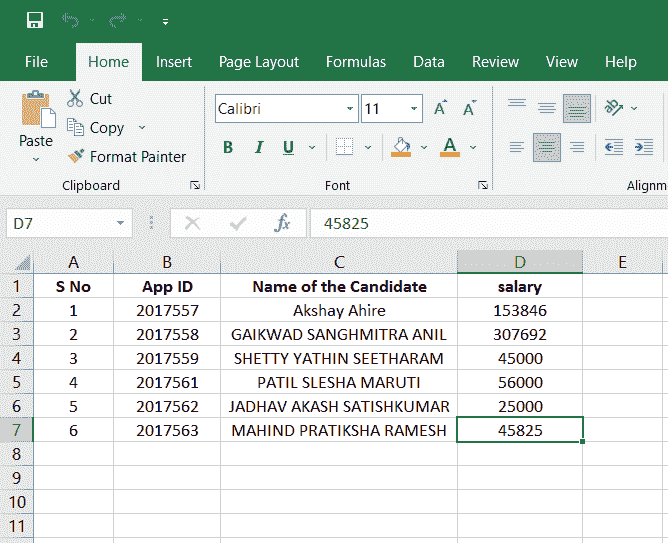 File Home Insert Page Layout Formulas Data Review View Help
Paste
Cut
Copy
Format Painter
Clipboard
Calibri 11 A A
B I U A
Font
ab
Alignm
D7 fx 45825
A B C D E
1 S No App ID Name of the Candidate salary
2 1 2017557 Akshay Ahire 153846
3 2 2017558 GAIKWAD SANGHMITRA ANIL 307692
4 3 2017559 SHETTY YATHIN SEETHARAM 45000
5 4 2017561 PATIL SLESHA MARUTI 56000
6 5 2017562 JADHAV AKASH SATISHKUMAR 25000
7 6 2017563 MAHIND PRATIKSHA RAMESH 45825
8
9
10
11